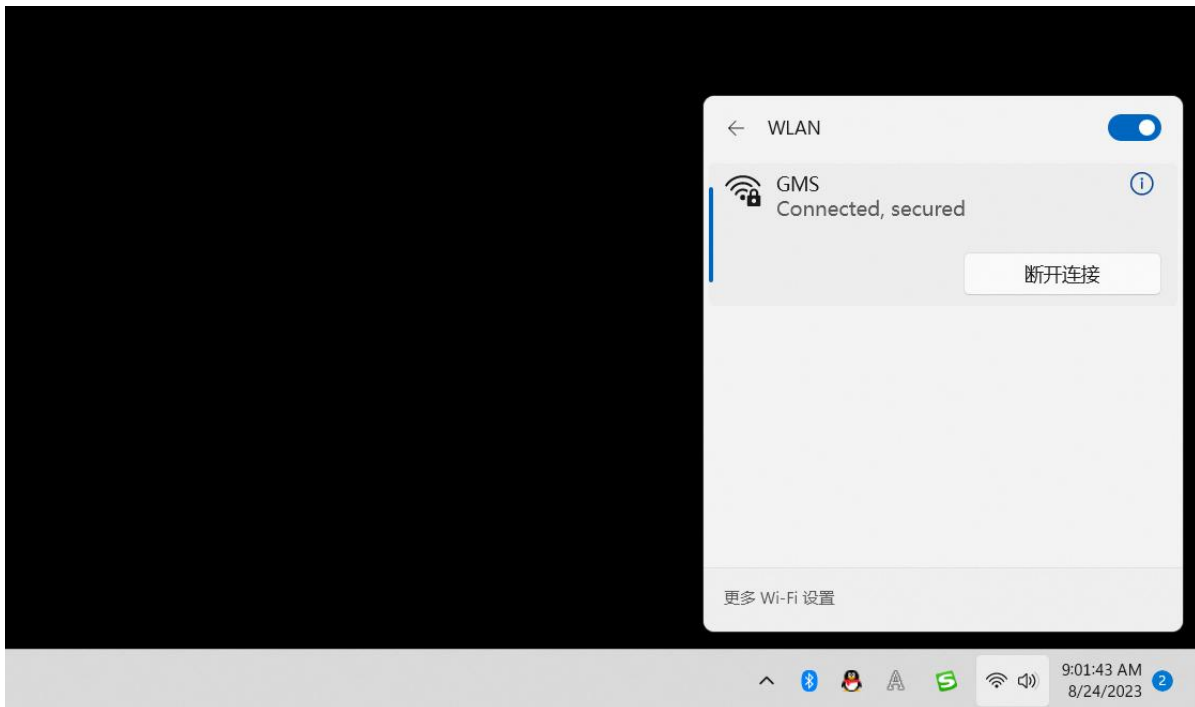 WLAN
GMS
Connected, secured
断开连接
更多 Wi-Fi 设置
9:01:43 AM
8/24/2023
2